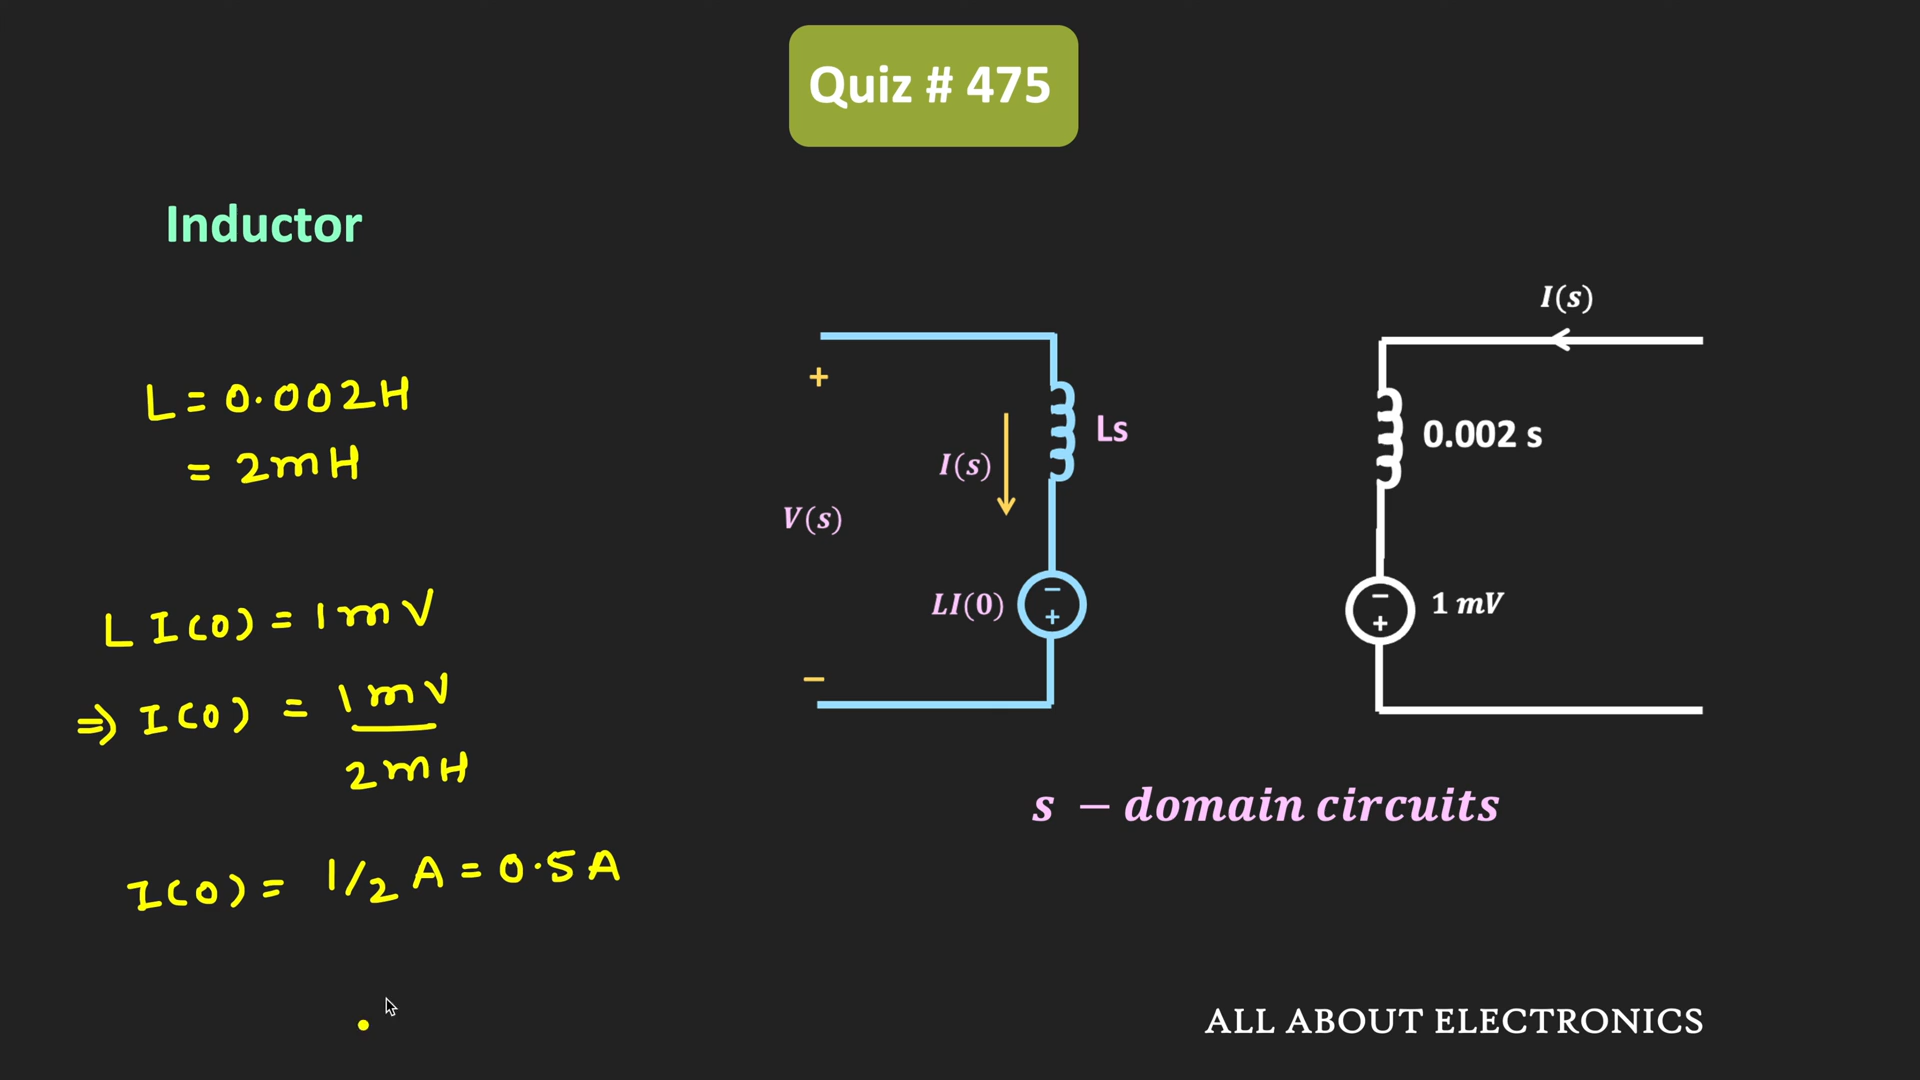 Quiz # 475
Inductor
L = 0.002H
= 2mH
L I(0) = 1mV
⇒ I(0) = 1mV
2mH
I(0) = 1/2 A = 0.5A
+
V(s)
−
I(s)
Ls
LI(0)
−
+
I(s)
0.002 s
−
+
1 mV
s − domain circuits
ALL ABOUT ELECTRONICS